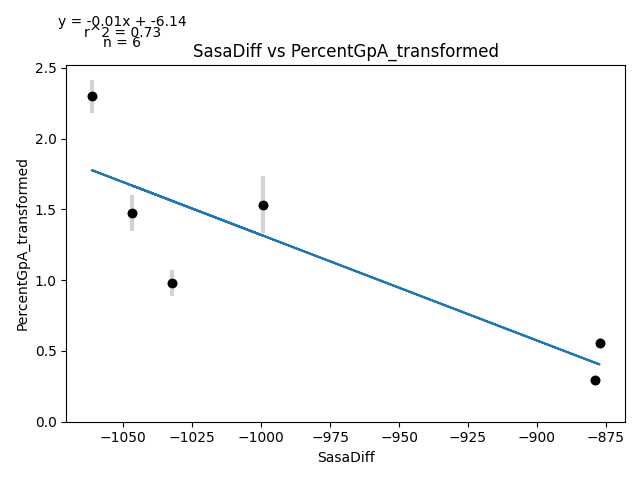 y = -0.01x + -6.14
r^2 = 0.73
n = 6
SasaDiff vs PercentGpA_transformed
2.5
2.0
1.5
1.0
0.5
0.0
PercentGpA_transformed
−1050 −1025 −1000 −975 −950 −925 −900 −875
SasaDiff